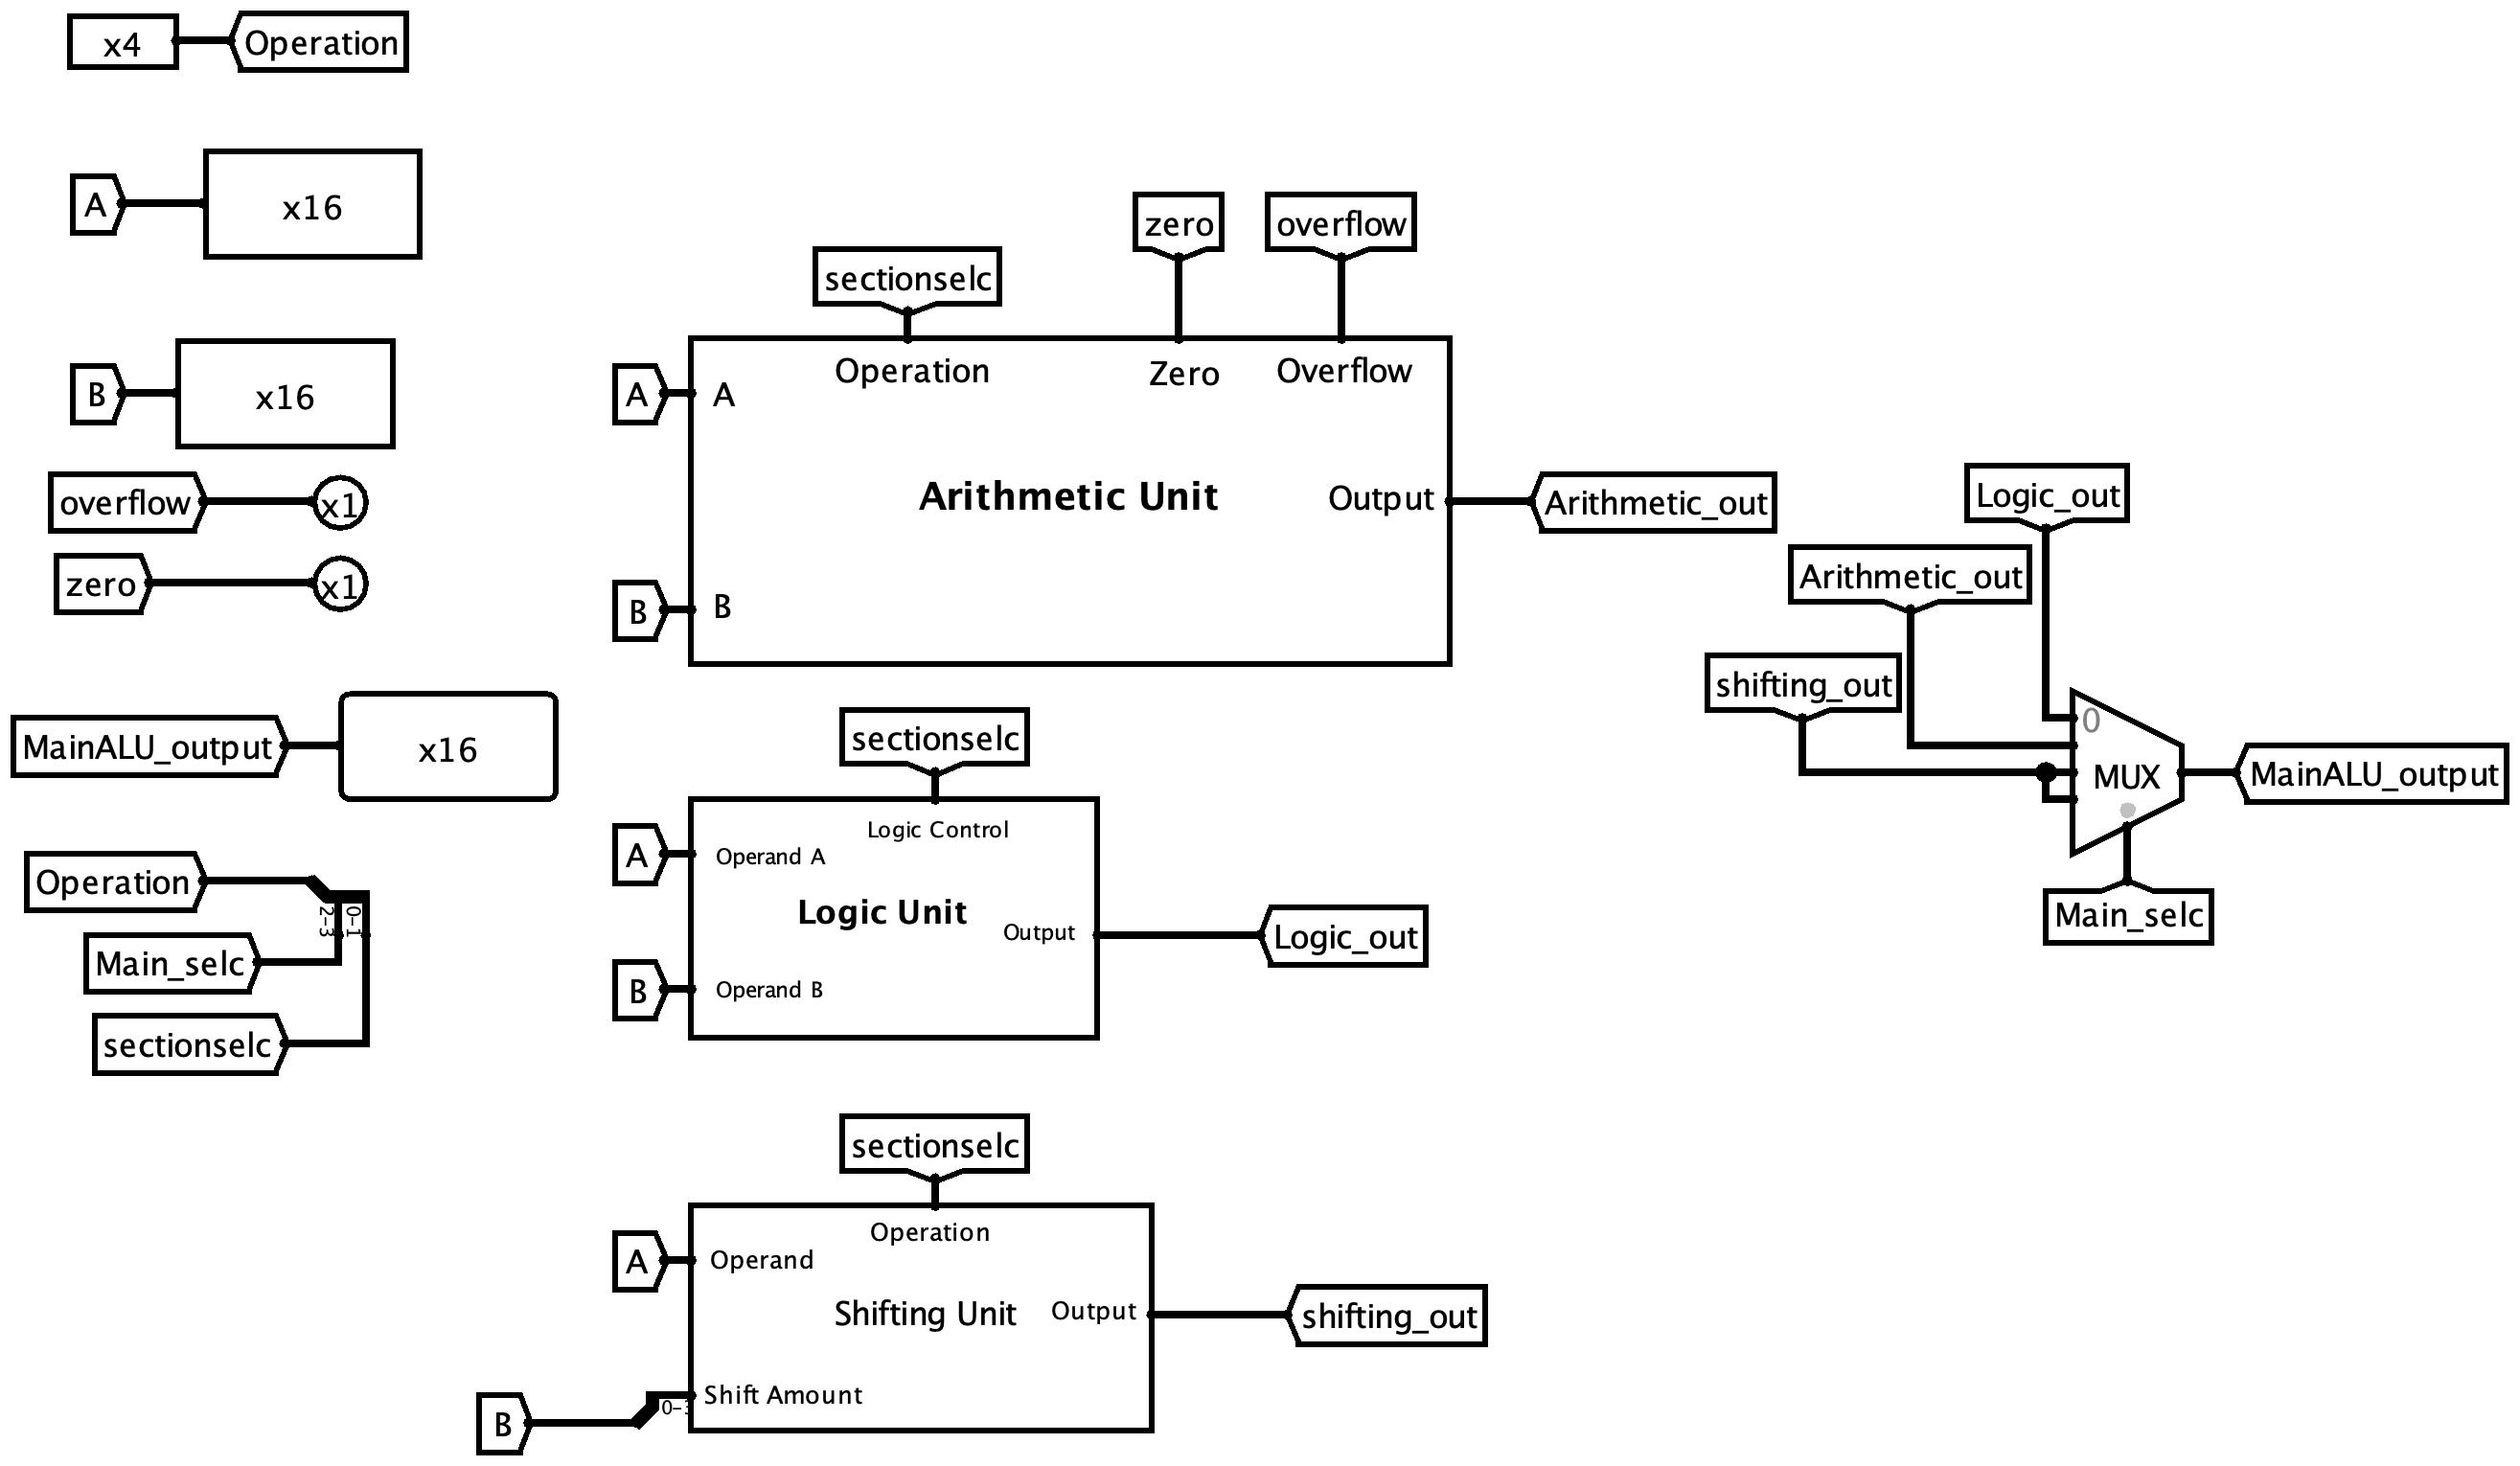 x4
Operation
A
x16
B
x16
overflow
x1
zero
x1
MainALU_output
x16
Operation
2-3
0-1
Main_selc
sectionselc
sectionselc
zero
overflow
Operation
Zero
Overflow
A
A
Arithmetic Unit
Output
Arithmetic_out
B
B
sectionselc
Logic Control
A
Operand A
Logic Unit
Output
Logic_out
B
Operand B
sectionselc
Operation
A
Operand
Shifting Unit
Output
shifting_out
B
Shift Amount
Logic_out
Arithmetic_out
shifting_out
0
MUX
MainALU_output
Main_selc